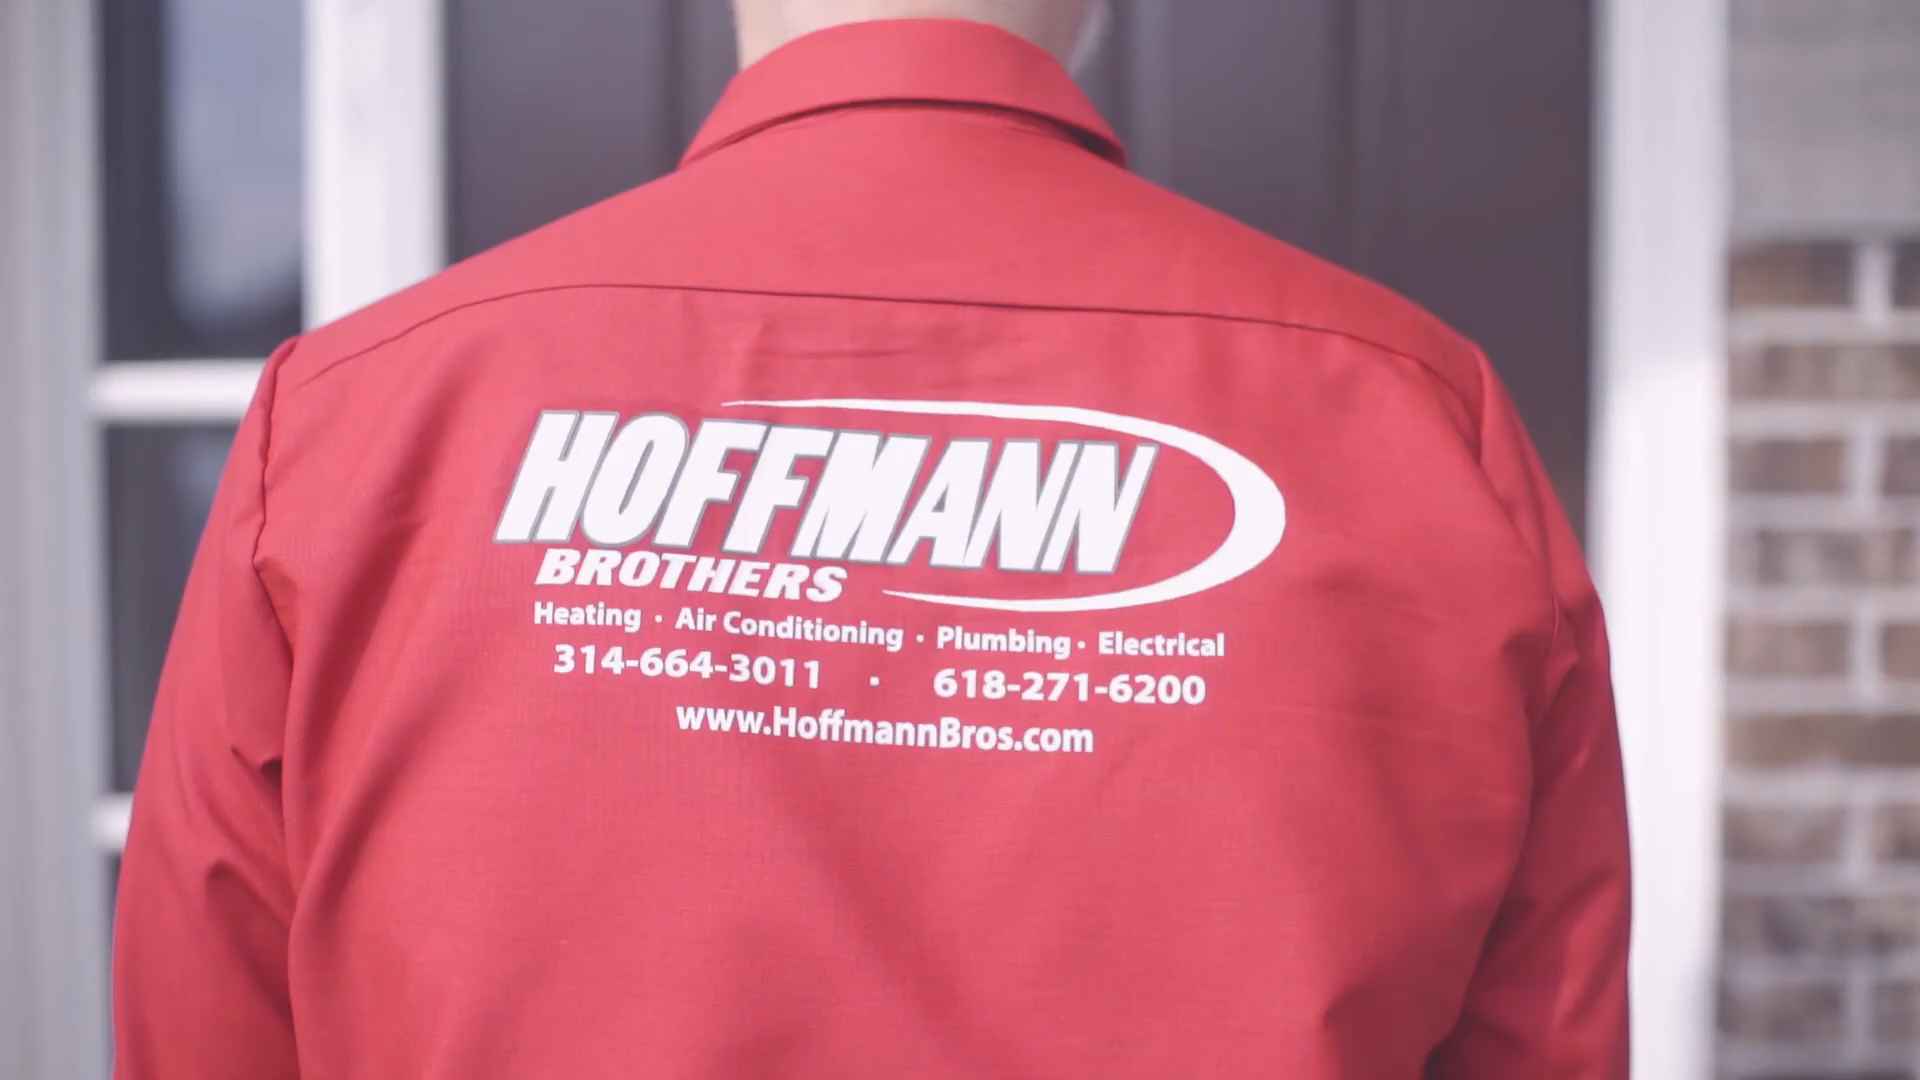 HOFFMANN
BROTHERS
Heating · Air Conditioning · Plumbing · Electrical
314-664-3011 · 618-271-6200
www.HoffmannBros.com